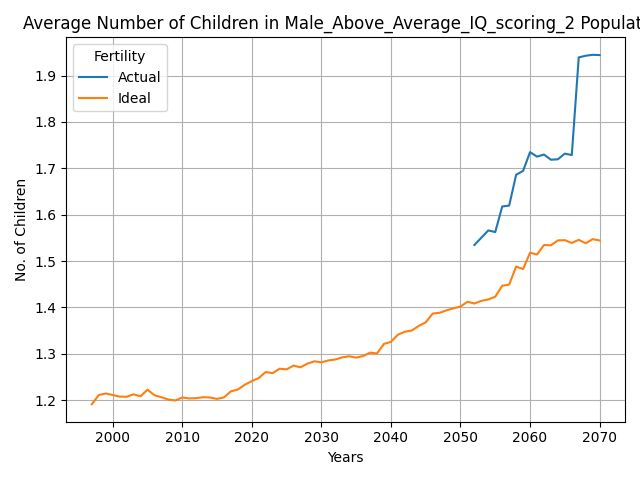 Average Number of Children in Male_Above_Average_IQ_scoring_2 Populat
Fertility
Actual
Ideal
1.9
1.8
1.7
1.6
1.5
1.4
1.3
1.2
No. of Children
2000 2010 2020 2030 2040 2050 2060 2070
Years